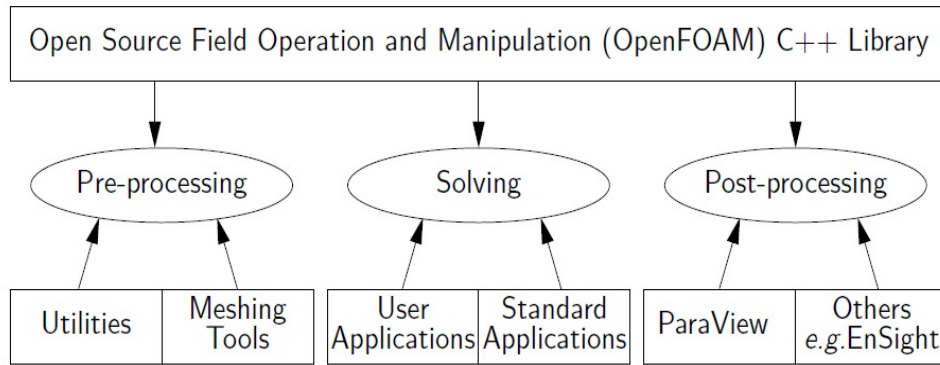 Open Source Field Operation and Manipulation (OpenFOAM) C++ Library
Pre-processing
Solving
Post-processing
Utilities
Meshing
Tools
User
Applications
Standard
Applications
ParaView
Others
e.g.EnSight